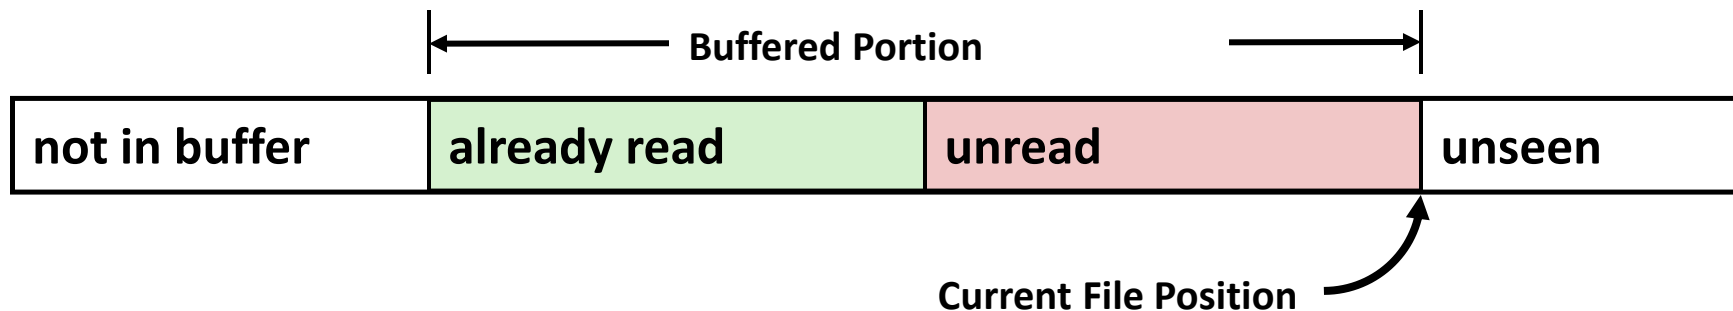 Buffered Portion
not in buffer already read unread unseen
Current File Position